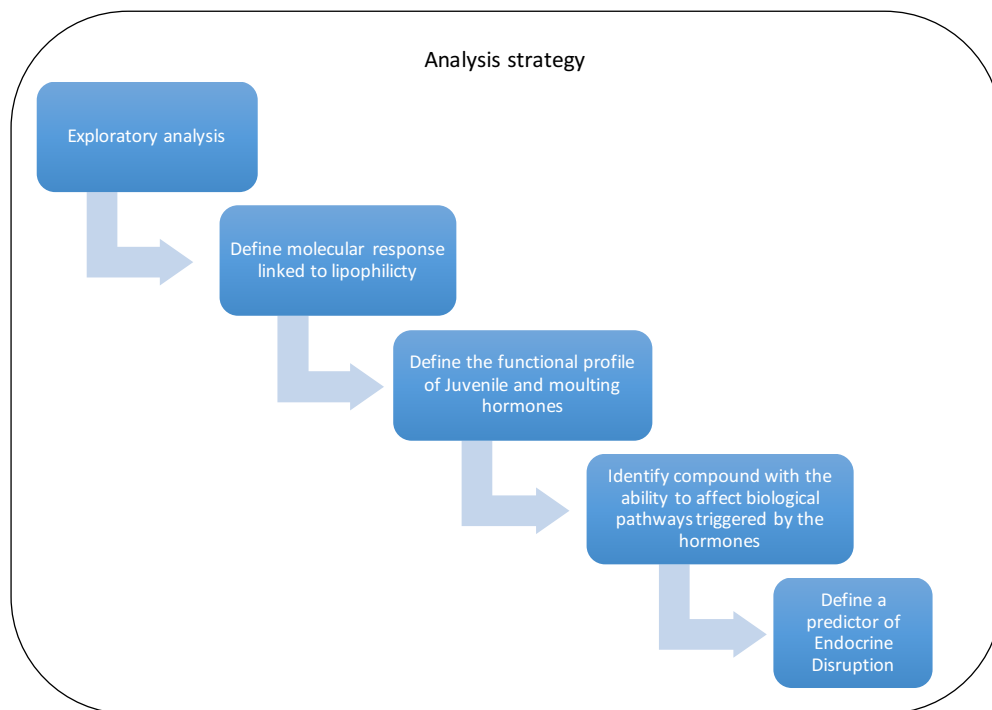 Analysis strategy
Exploratory analysis
Define molecular response
linked to lipophilicty
Define the functional profile
of Juvenile and moulting
hormones
Identify compound with the
ability to affect biological
pathways triggered by the
hormones
Define a
predictor of
Endocrine
Disruption